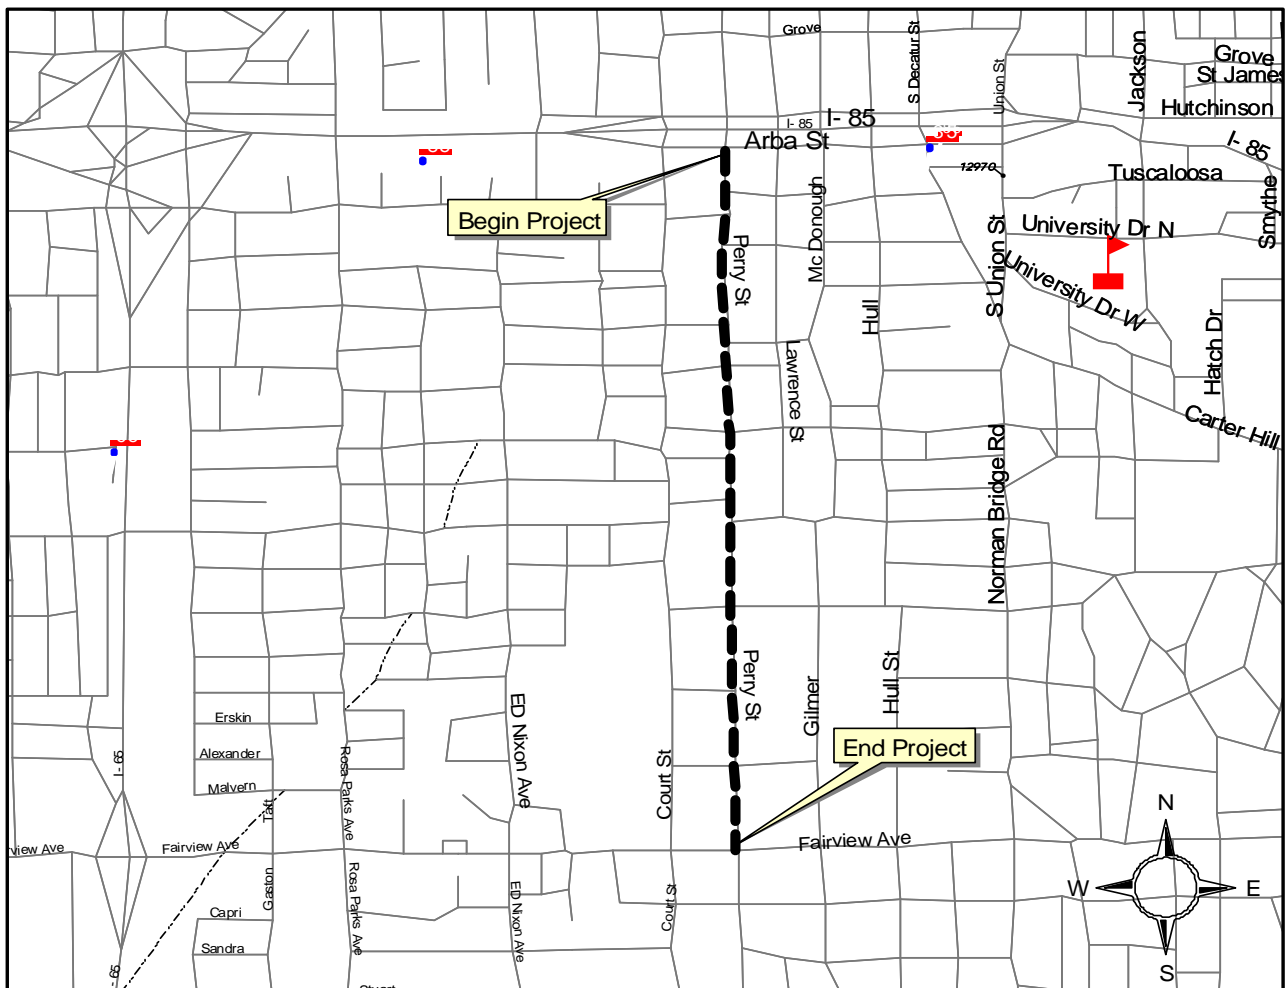 Grove
S Decatur St
Union St
Jackson
Grove
St James
Hutchinson
I- 85
I- 85
Arba St
I- 85
12970
Tuscaloosa
Smythe
Begin Project
Mc Donough
S Union St
University Dr N
Perry St
University Dr W
Hull
Hatch Dr
Lawrence St
Carter Hill
Norman Bridge Rd
Perry St
Gilmer
Hull St
Erskin
ED Nixon Ave
End Project
Alexander
I- 65
Rosa Parks Ave
Court St
Malvern
Taft
N
view Ave
Fairview Ave
Fairview Ave
W
E
Gaston
Rosa Parks Ave
ED Nixon Ave
Court St
Capri
Sandra
- 65
S